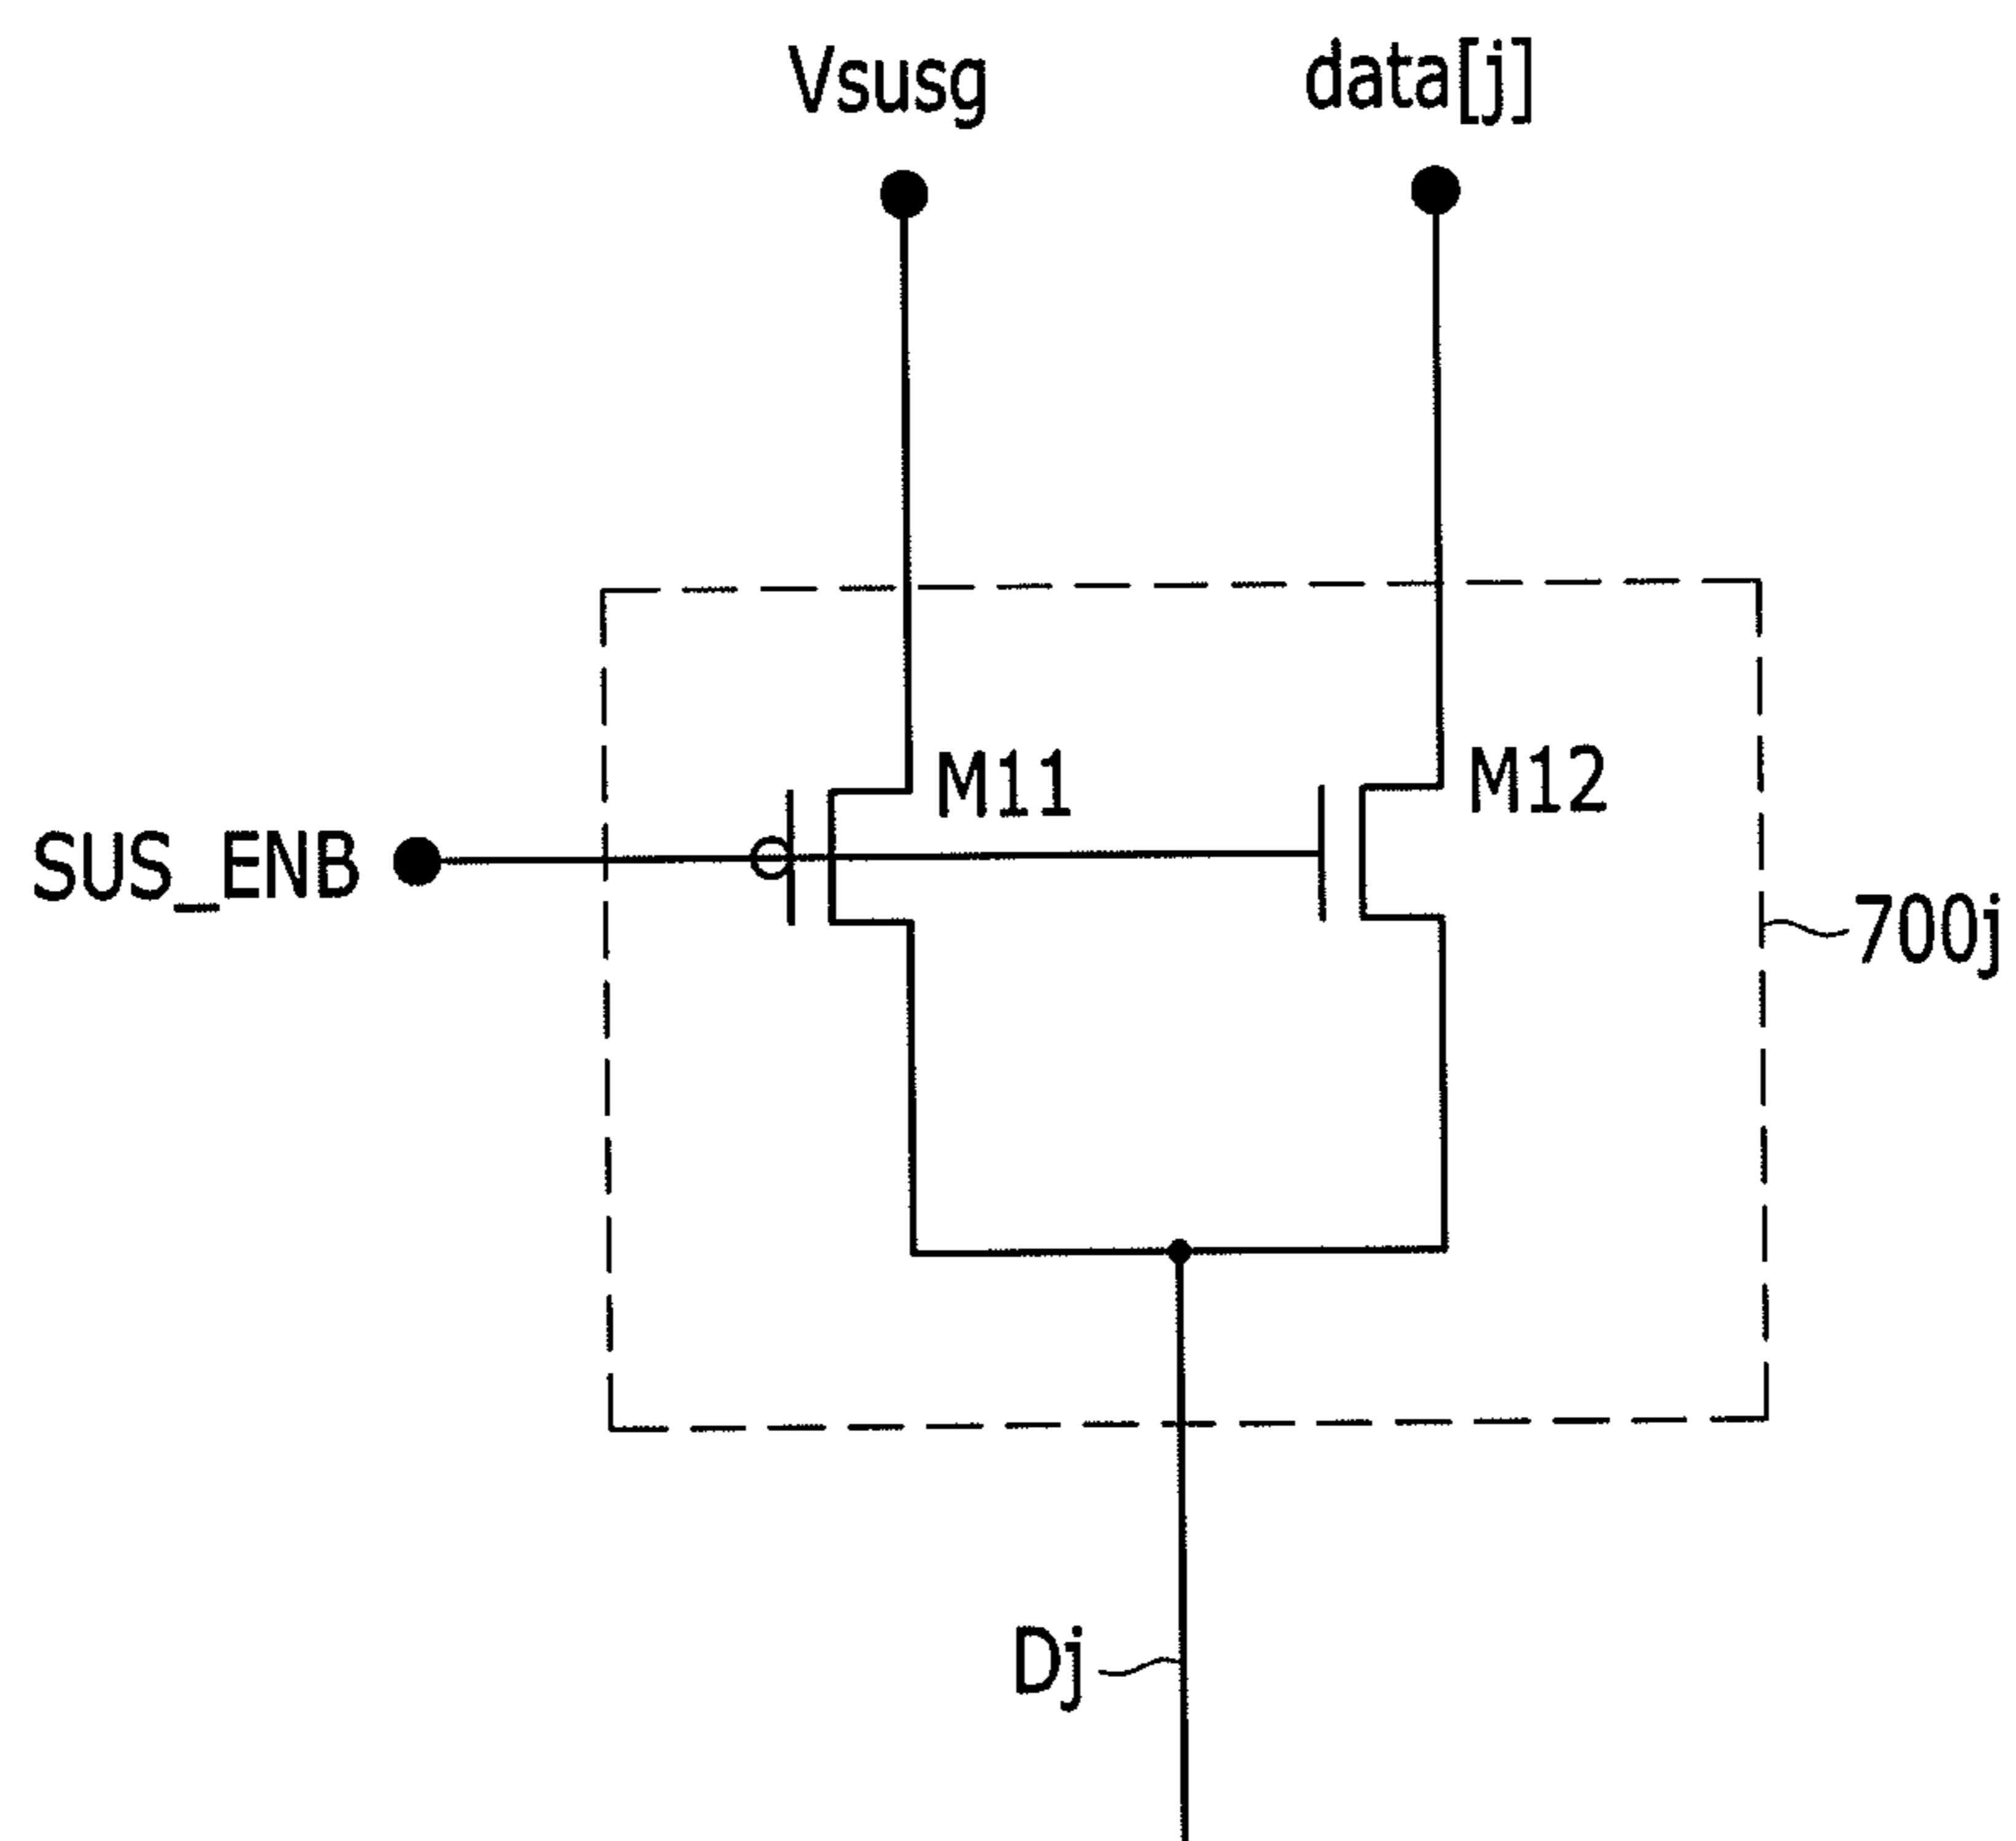 Vsusg
data[j]
M11
M12
SUS_ENB
700j
Dj